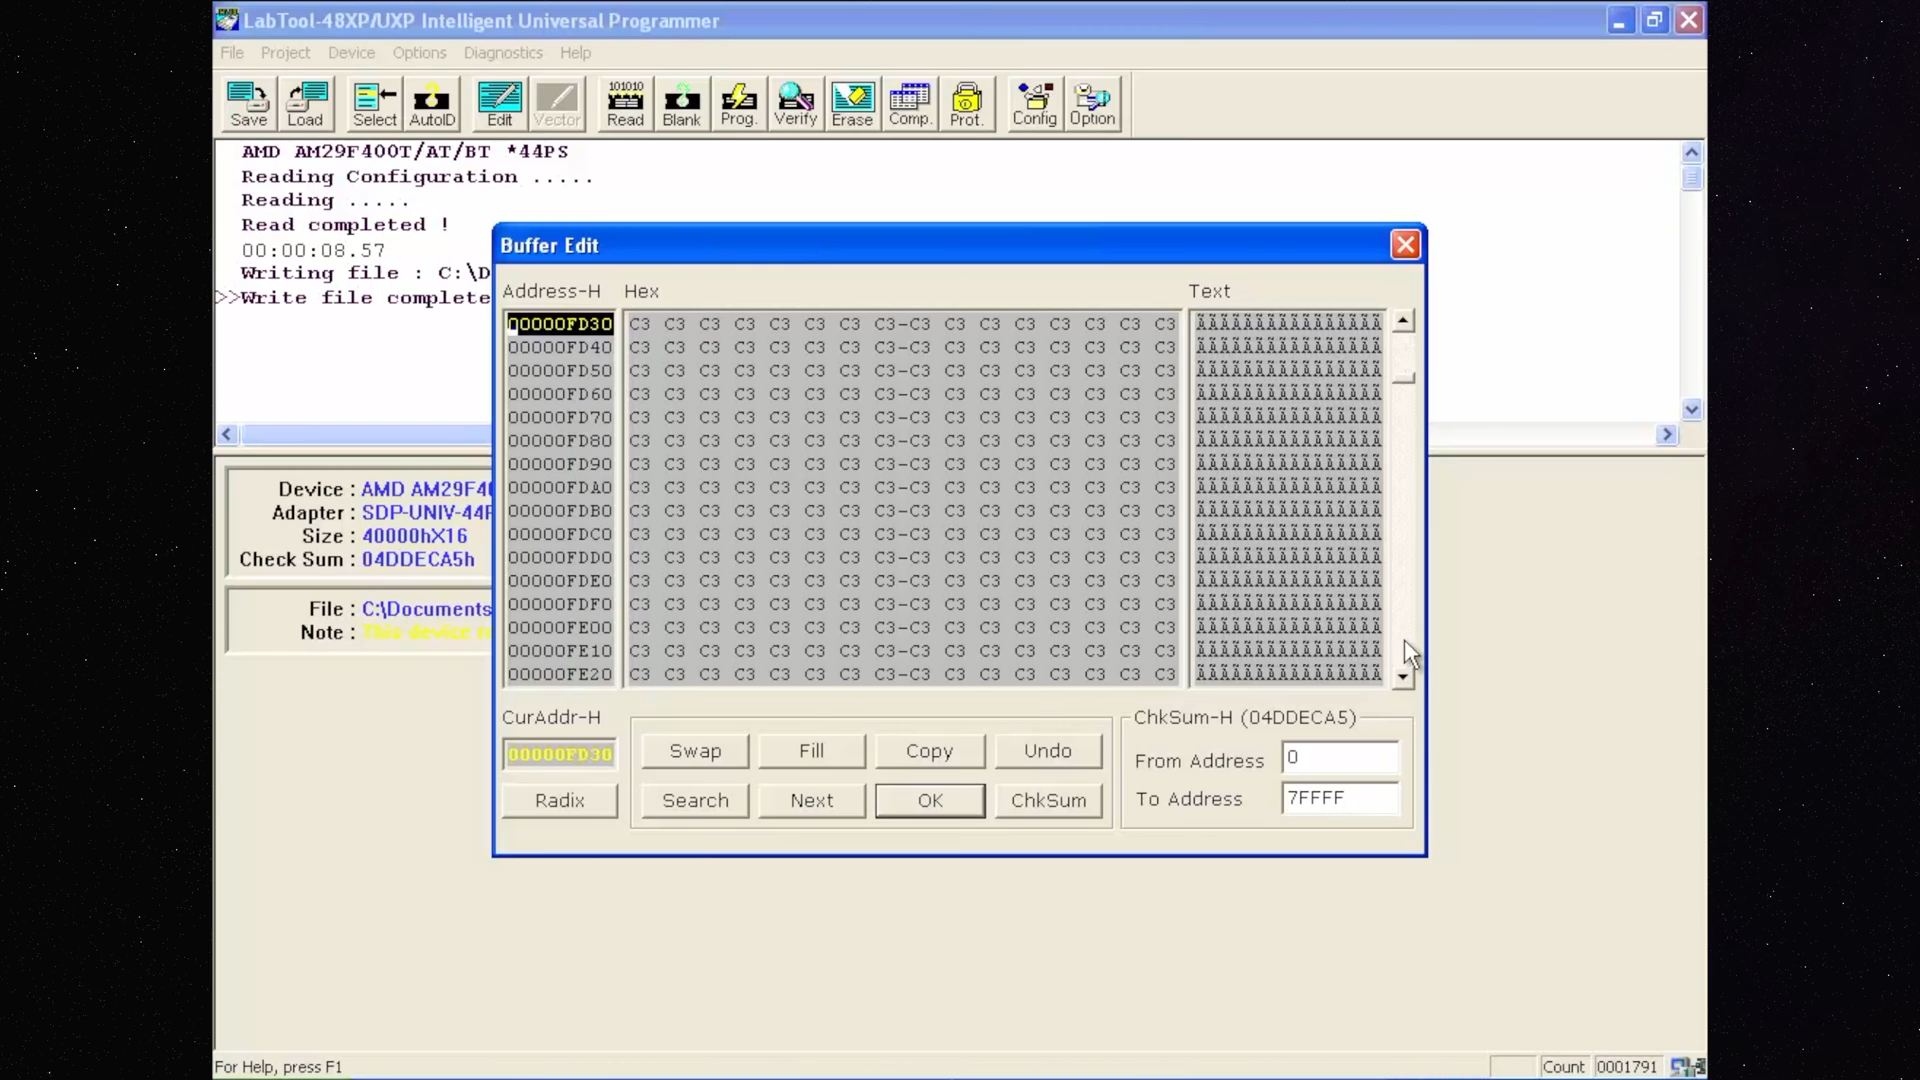 LabTool-48XP/UXP Intelligent Universal Programmer
File Project Device Options Diagnostics Help
Save Load Select AutoID Edit Vector Read Blank Prog. Verify Erase Comp. Prot. Config Option
AMD AM29F400T/AT/BT *44PS
Reading Configuration .....
Reading .....
Read completed !
00:00:08.57
Writing file : C:\D
>>Write file complete
Device : AMD AM29F40
Adapter : SDP-UNIV-44P
Size : 40000hX16
Check Sum : 04DDECA5h
File : C:\Documents
Note : This device
Buffer Edit
Address-H Hex Text
00000FD30 C3 C3 C3 C3 C3 C3 C3 C3-C3 C3 C3 C3 C3 C3 C3 C3 ÃÃÃÃÃÃÃÃÃÃÃÃÃÃÃÃ
00000FD40 C3 C3 C3 C3 C3 C3 C3 C3-C3 C3 C3 C3 C3 C3 C3 C3 ÃÃÃÃÃÃÃÃÃÃÃÃÃÃÃÃ
00000FD50 C3 C3 C3 C3 C3 C3 C3 C3-C3 C3 C3 C3 C3 C3 C3 C3 ÃÃÃÃÃÃÃÃÃÃÃÃÃÃÃÃ
00000FD60 C3 C3 C3 C3 C3 C3 C3 C3-C3 C3 C3 C3 C3 C3 C3 C3 ÃÃÃÃÃÃÃÃÃÃÃÃÃÃÃÃ
00000FD70 C3 C3 C3 C3 C3 C3 C3 C3-C3 C3 C3 C3 C3 C3 C3 C3 ÃÃÃÃÃÃÃÃÃÃÃÃÃÃÃÃ
00000FD80 C3 C3 C3 C3 C3 C3 C3 C3-C3 C3 C3 C3 C3 C3 C3 C3 ÃÃÃÃÃÃÃÃÃÃÃÃÃÃÃÃ
00000FD90 C3 C3 C3 C3 C3 C3 C3 C3-C3 C3 C3 C3 C3 C3 C3 C3 ÃÃÃÃÃÃÃÃÃÃÃÃÃÃÃÃ
00000FDA0 C3 C3 C3 C3 C3 C3 C3 C3-C3 C3 C3 C3 C3 C3 C3 C3 ÃÃÃÃÃÃÃÃÃÃÃÃÃÃÃÃ
00000FDB0 C3 C3 C3 C3 C3 C3 C3 C3-C3 C3 C3 C3 C3 C3 C3 C3 ÃÃÃÃÃÃÃÃÃÃÃÃÃÃÃÃ
00000FDC0 C3 C3 C3 C3 C3 C3 C3 C3-C3 C3 C3 C3 C3 C3 C3 C3 ÃÃÃÃÃÃÃÃÃÃÃÃÃÃÃÃ
00000FDD0 C3 C3 C3 C3 C3 C3 C3 C3-C3 C3 C3 C3 C3 C3 C3 C3 ÃÃÃÃÃÃÃÃÃÃÃÃÃÃÃÃ
00000FDE0 C3 C3 C3 C3 C3 C3 C3 C3-C3 C3 C3 C3 C3 C3 C3 C3 ÃÃÃÃÃÃÃÃÃÃÃÃÃÃÃÃ
00000FDF0 C3 C3 C3 C3 C3 C3 C3 C3-C3 C3 C3 C3 C3 C3 C3 C3 ÃÃÃÃÃÃÃÃÃÃÃÃÃÃÃÃ
00000FE00 C3 C3 C3 C3 C3 C3 C3 C3-C3 C3 C3 C3 C3 C3 C3 C3 ÃÃÃÃÃÃÃÃÃÃÃÃÃÃÃÃ
00000FE10 C3 C3 C3 C3 C3 C3 C3 C3-C3 C3 C3 C3 C3 C3 C3 C3 ÃÃÃÃÃÃÃÃÃÃÃÃÃÃÃÃ
00000FE20 C3 C3 C3 C3 C3 C3 C3 C3-C3 C3 C3 C3 C3 C3 C3 C3 ÃÃÃÃÃÃÃÃÃÃÃÃÃÃÃÃ
CurAddr-H
00000FD30
Radix
Swap Fill Copy Undo
Search Next OK ChkSum
ChkSum-H (04DDECA5)
From Address 0
To Address 7FFFF
For Help, press F1
Count 0001791